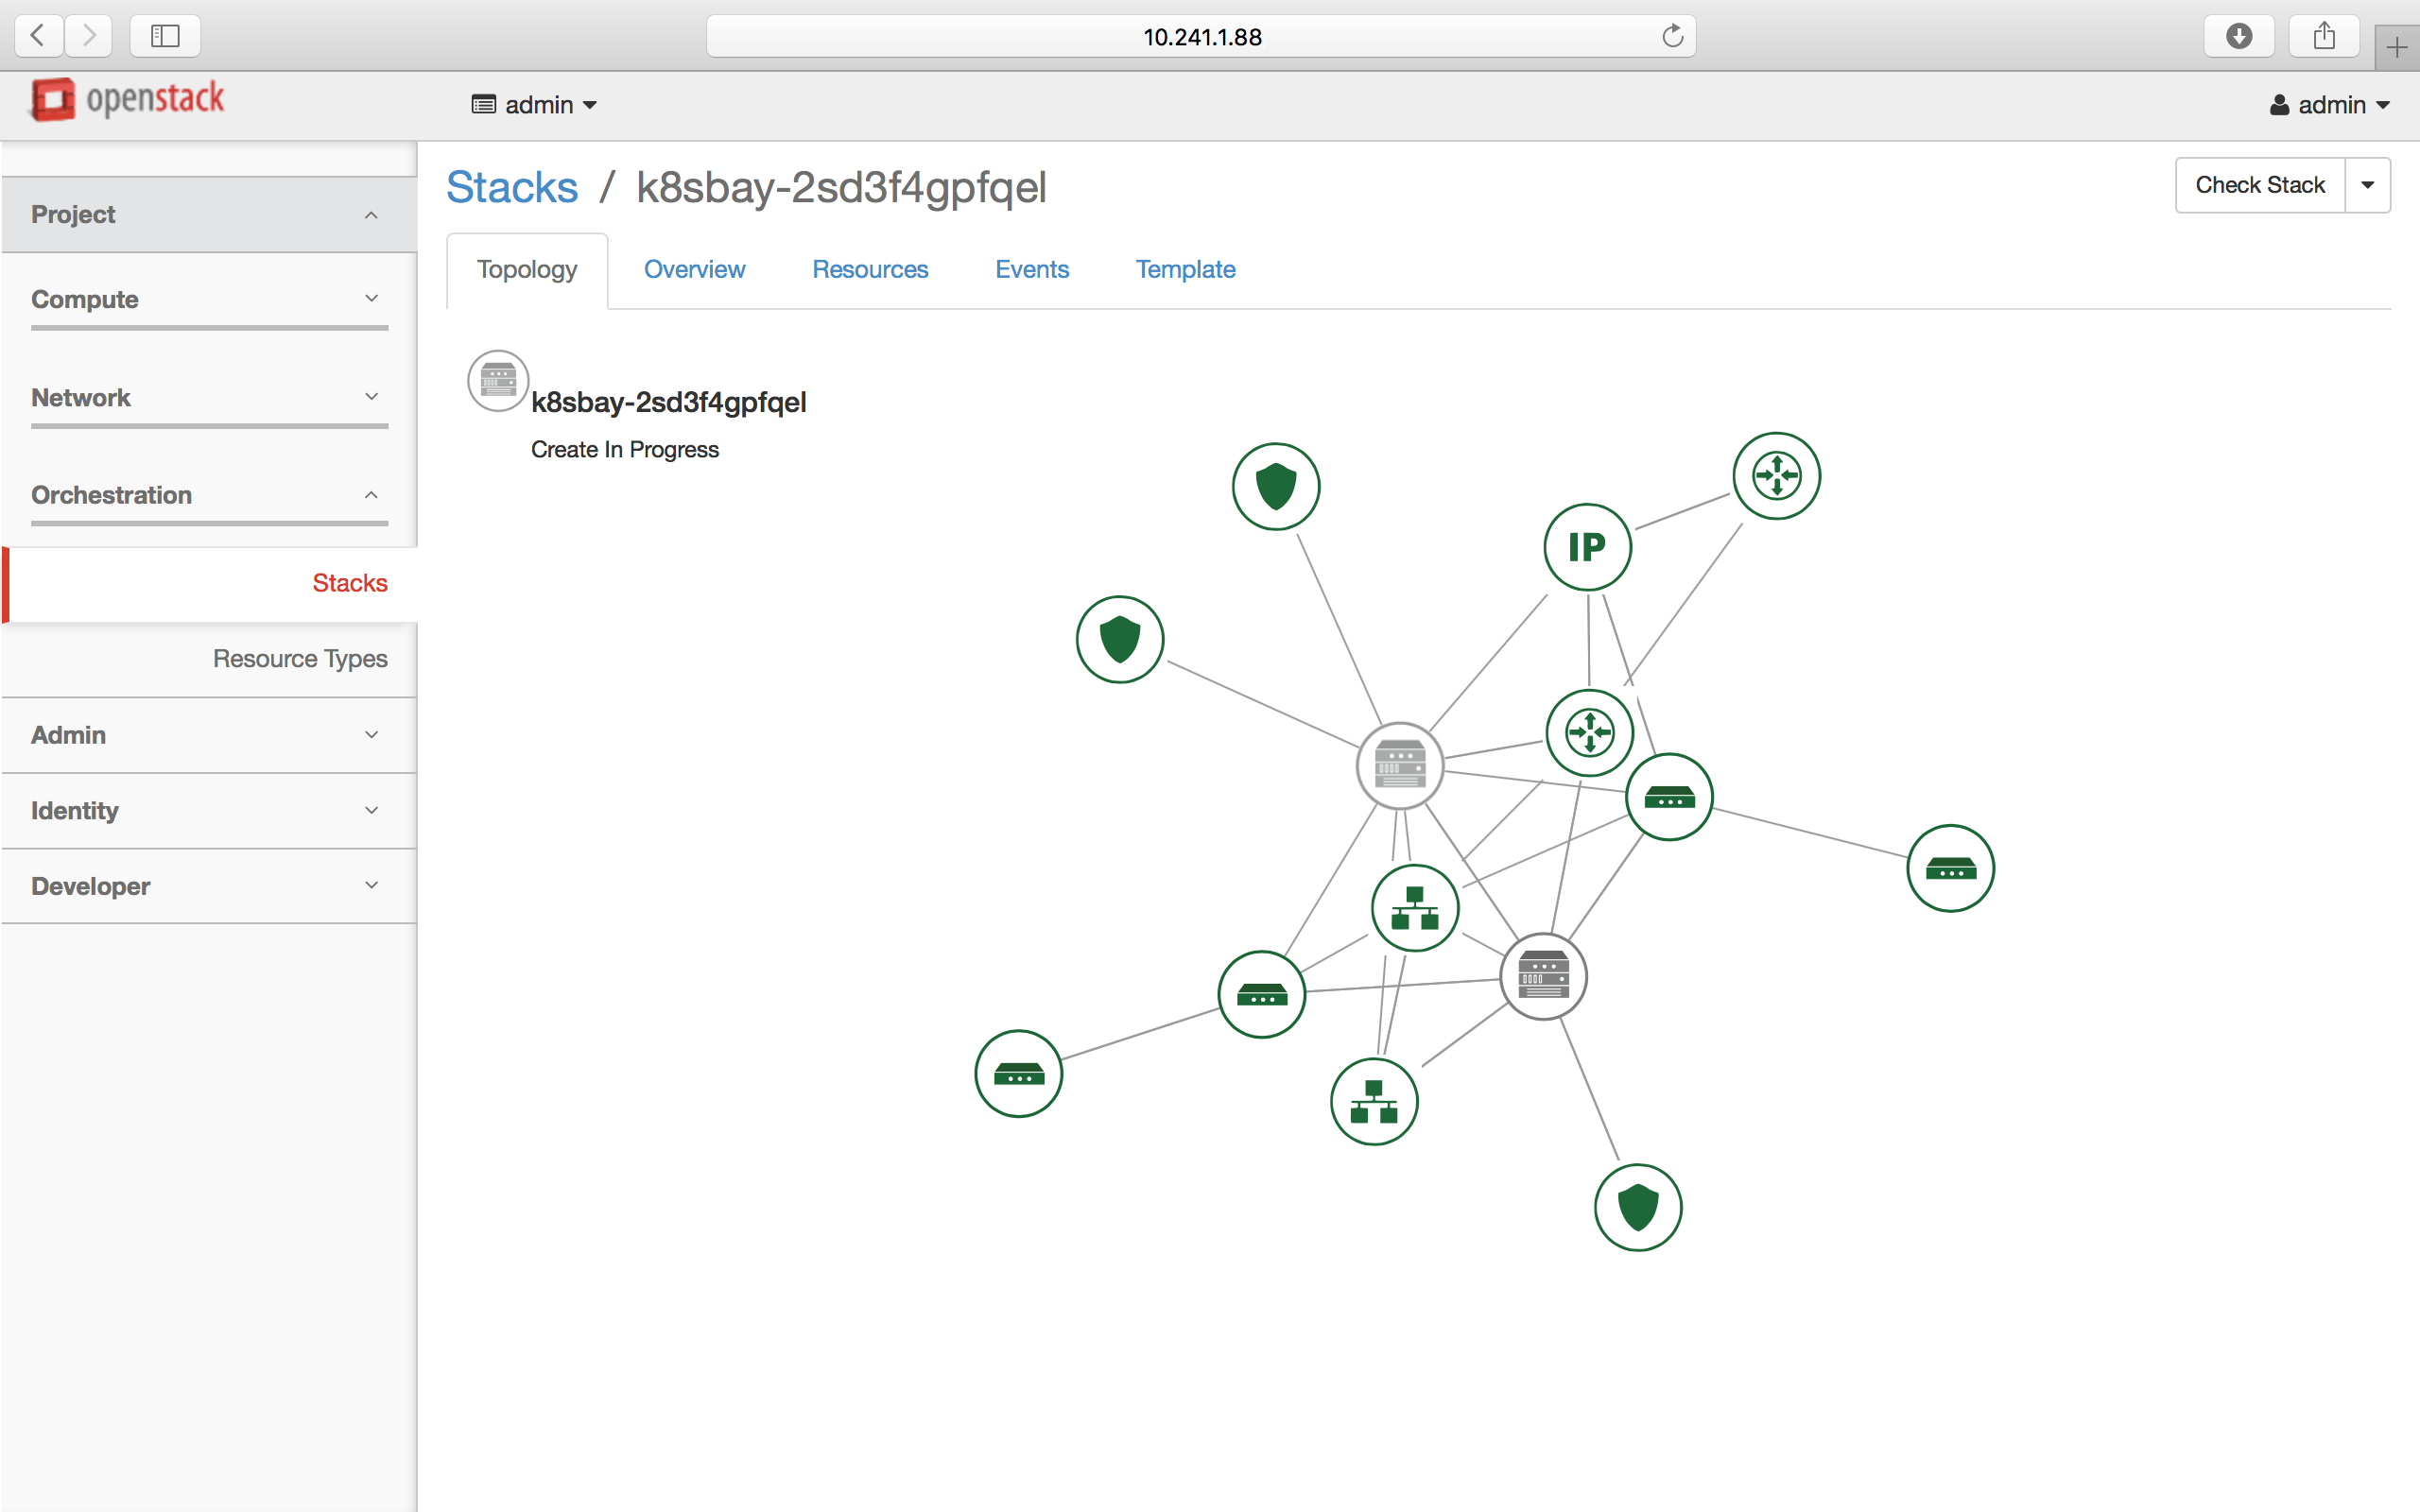 10.241.1.88
openstack
admin
admin
Stacks / k8sbay-2sd3f4gpfqel
Check Stack
Project
Compute
Network
Orchestration
Stacks
Resource Types
Admin
Identity
Developer
Topology
Overview
Resources
Events
Template
k8sbay-2sd3f4gpfqel
Create In Progress
IP